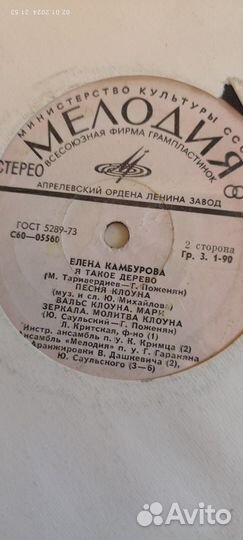 02.01.2024 21:53
МИНИСТЕРСТВО КУЛЬТУРЫ СССР
МЕЛОДИЯ
ВСЕСОЮЗНАЯ ФИРМА ГРАМПЛАСТИНОК
СТЕРЕО
АПРЕЛЕВСКИЙ ОРДЕНА ЛЕНИНА ЗАВОД
ГОСТ 5289-73
С60—05560
2 сторона
Гр. 3. 1-90
ЕЛЕНА КАМБУРОВА
Я ТАКОЕ ДЕРЕВО
(М. Таривердиев—Г. Поженян)
ПЕСНЯ КЛОУНА
(муз. и сл. Ю. Михайлов)
ВАЛЬС КЛОУНА. МАРИ
ЗЕРКАЛА. МОЛИТВА КЛОУНА
(Ю. Саульский—Г. Поженян)
Л. Критская, ф-но (1)
Инстр. ансамбль п. у. К. Кримца (2)
Ансамбль «Мелодия» п. у. Г. Гараняна
Аранжировки В. Дашкевича (2),
Ю. Саульского (3—6)
Avito